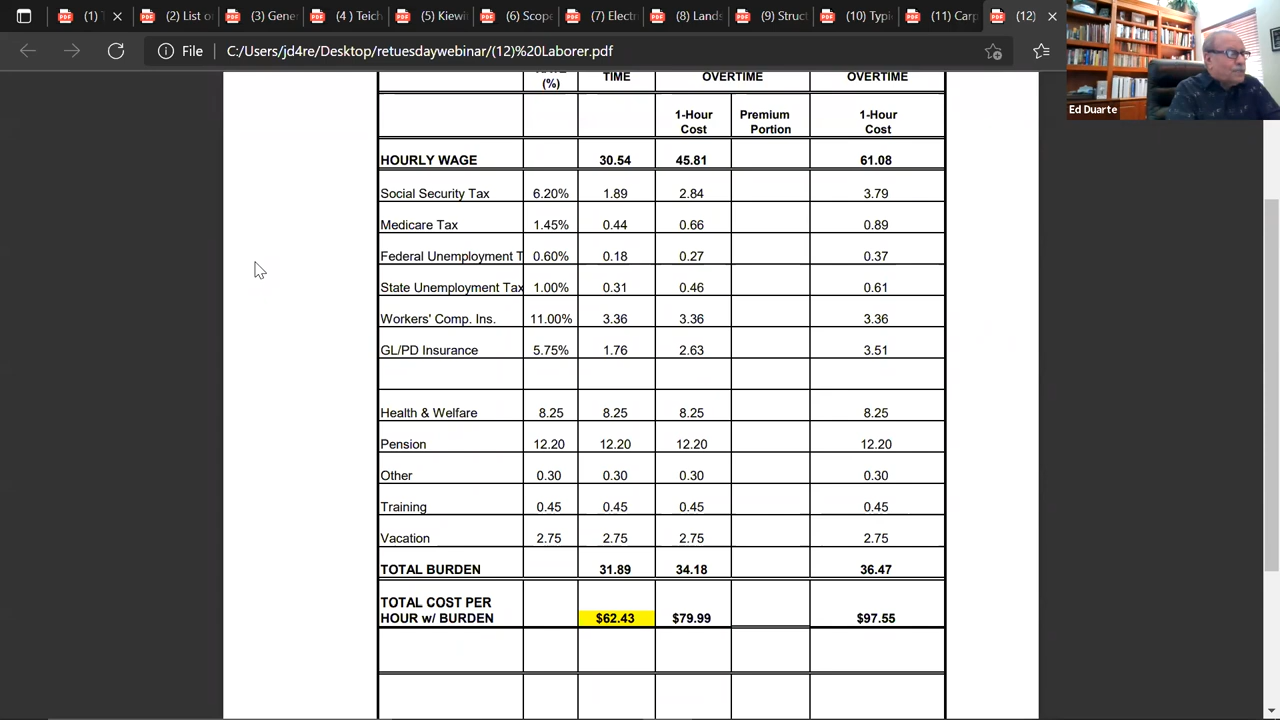 (1) T
(2) List o
(3) Gene
(4 ) Teich
(5) Kiewi
(6) Scope
(7) Electr
(8) Lands
(9) Struct
(10) Typi
(11) Carp
(12)
File C:/Users/jd4re/Desktop/retuesdaywebinar/(12)%20Laborer.pdf
Ed Duarte
(%) TIME OVERTIME OVERTIME
1-Hour Cost Premium Portion 1-Hour Cost
HOURLY WAGE 30.54 45.81 61.08
Social Security Tax 6.20% 1.89 2.84 3.79
Medicare Tax 1.45% 0.44 0.66 0.89
Federal Unemployment T 0.60% 0.18 0.27 0.37
State Unemployment Tax 1.00% 0.31 0.46 0.61
Workers' Comp. Ins. 11.00% 3.36 3.36 3.36
GL/PD Insurance 5.75% 1.76 2.63 3.51
Health & Welfare 8.25 8.25 8.25 8.25
Pension 12.20 12.20 12.20 12.20
Other 0.30 0.30 0.30 0.30
Training 0.45 0.45 0.45 0.45
Vacation 2.75 2.75 2.75 2.75
TOTAL BURDEN 31.89 34.18 36.47
TOTAL COST PER
HOUR w/ BURDEN $62.43 $79.99 $97.55